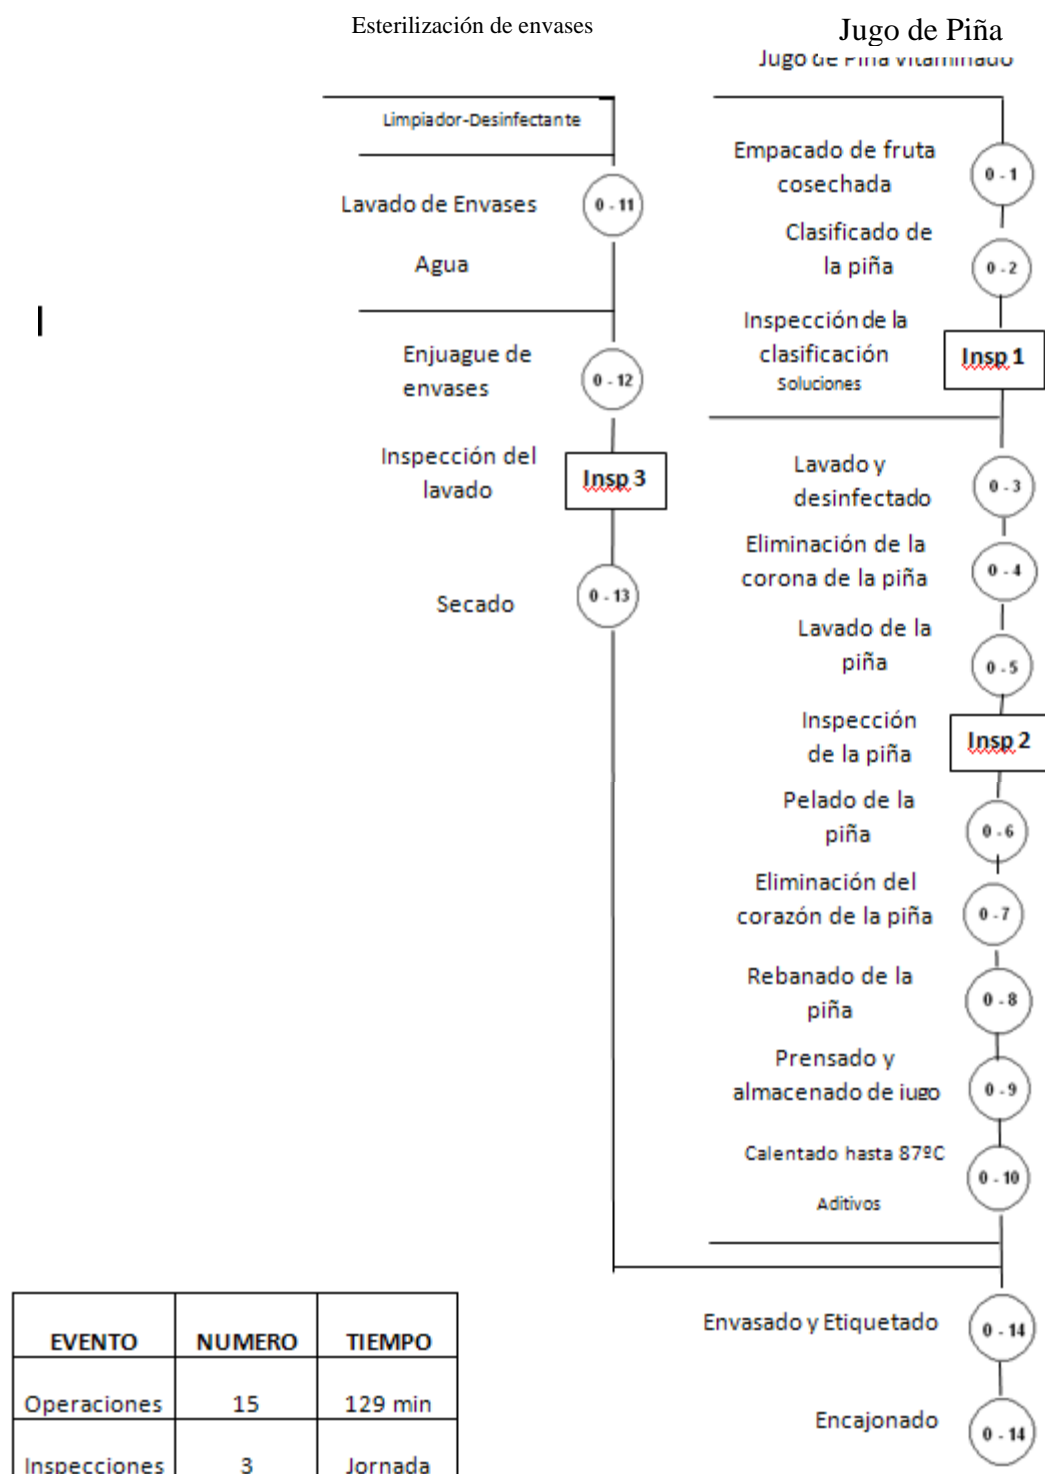 Esterilización de envases
Jugo de Piña
Jugo de Piña Vitaminado
Limpiador-Desinfectante
Lavado de Envases
0 - 11
Agua
Enjuague de
envases
0 - 12
Inspección del
lavado
Insp 3
Secado
0 - 13
Empacado de fruta
cosechada
0 - 1
Clasificado de
la piña
0 - 2
Inspección de la
clasificación
Insp 1
Soluciones
Lavado y
desinfectado
0 - 3
Eliminación de la
corona de la piña
0 - 4
Lavado de la
piña
0 - 5
Inspección
de la piña
Insp 2
Pelado de la
piña
0 - 6
Eliminación del
corazón de la piña
0 - 7
Rebanado de la
piña
0 - 8
Prensado y
almacenado de jugo
0 - 9
Calentado hasta 87ºC
0 - 10
Aditivos
Envasado y Etiquetado
0 - 14
Encajonado
0 - 14
EVENTO NUMERO TIEMPO
Operaciones 15 129 min
Inspecciones 3 Jornada